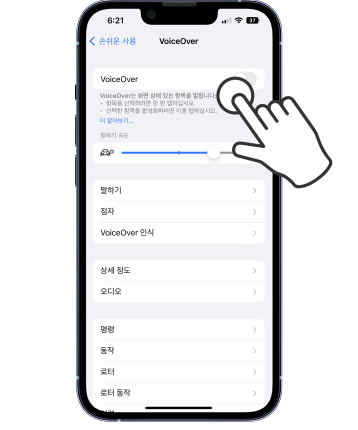 6:21
37
손쉬운 사용
VoiceOver
VoiceOver
VoiceOver는 화면 상에 있는 항목을 말합니다:
• 항목을 선택하려면 한 번 탭하십시오.
• 선택한 항목을 활성화하려면 이중 탭하십시오.
더 알아보기...
말하기 속도
말하기
점자
VoiceOver 인식
상세 정도
오디오
명령
동작
로터
로터 동작